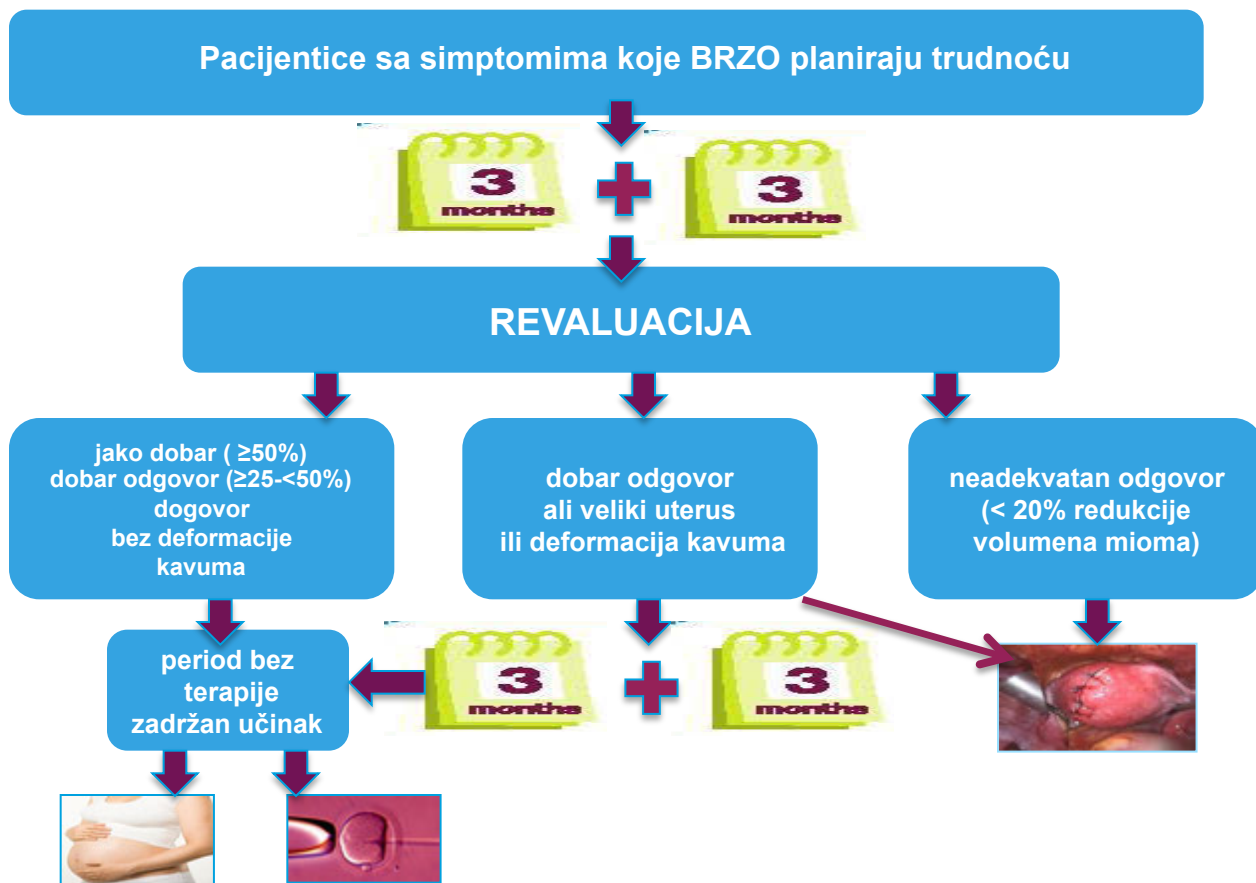 Pacijentice sa simptomima koje BRZO planiraju trudnoću
3
months
3
months
REVALUACIJA
jako dobar ( ≥50%)
dobar odgovor (≥25-<50%)
dogovor
bez deformacije
kavuma
dobar odgovor
ali veliki uterus
ili deformacija kavuma
neadekvatan odgovor
(< 20% redukcije
volumena mioma)
period bez
terapije
zadržan učinak
3
months
3
months